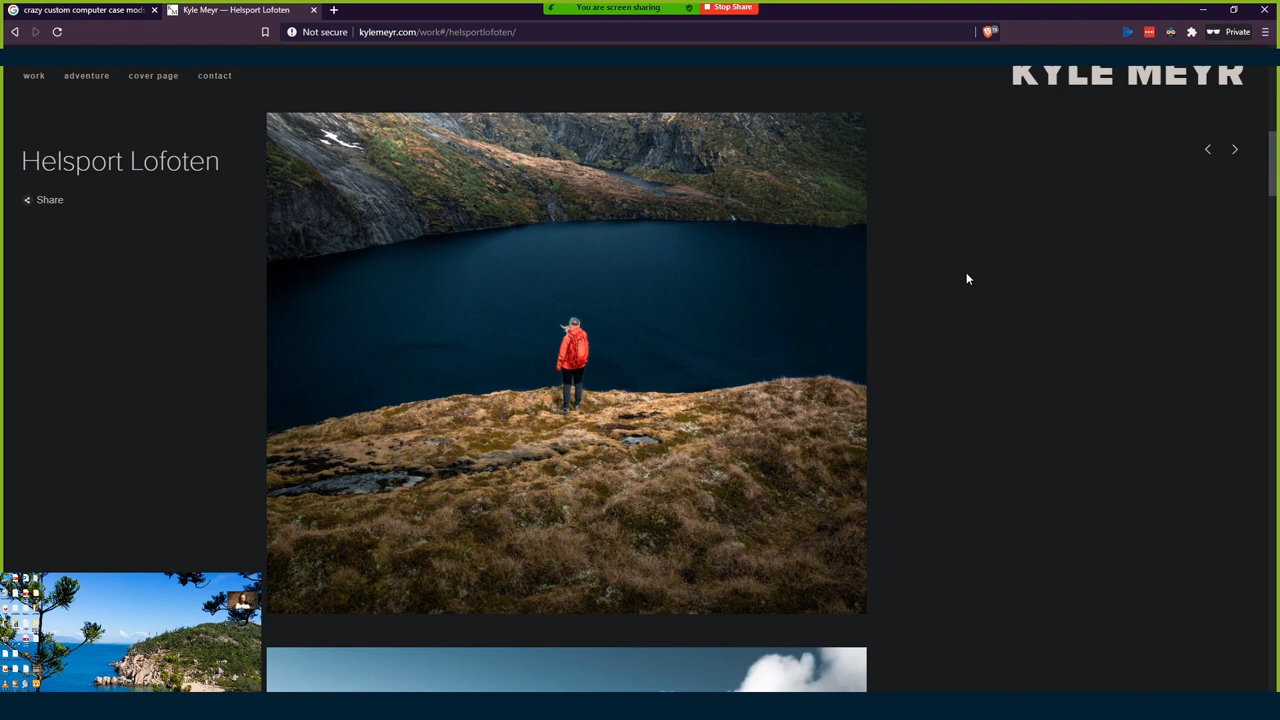 crazy custom computer case mods
Kyle Meyr — Helsport Lofoten
You are screen sharing
Stop Share
Not secure
kylemeyr.com/work#/helsportlofoten/
Private
work
adventure
cover page
contact
KYLE MEYR
Helsport Lofoten
Share